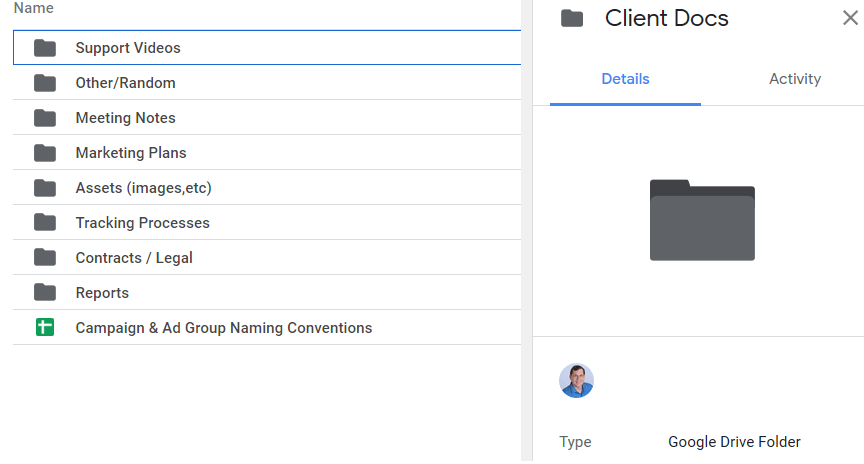 Name
Support Videos
Other/Random
Meeting Notes
Marketing Plans
Assets (images,etc)
Tracking Processes
Contracts / Legal
Reports
Campaign & Ad Group Naming Conventions
Client Docs
Details Activity
Type Google Drive Folder